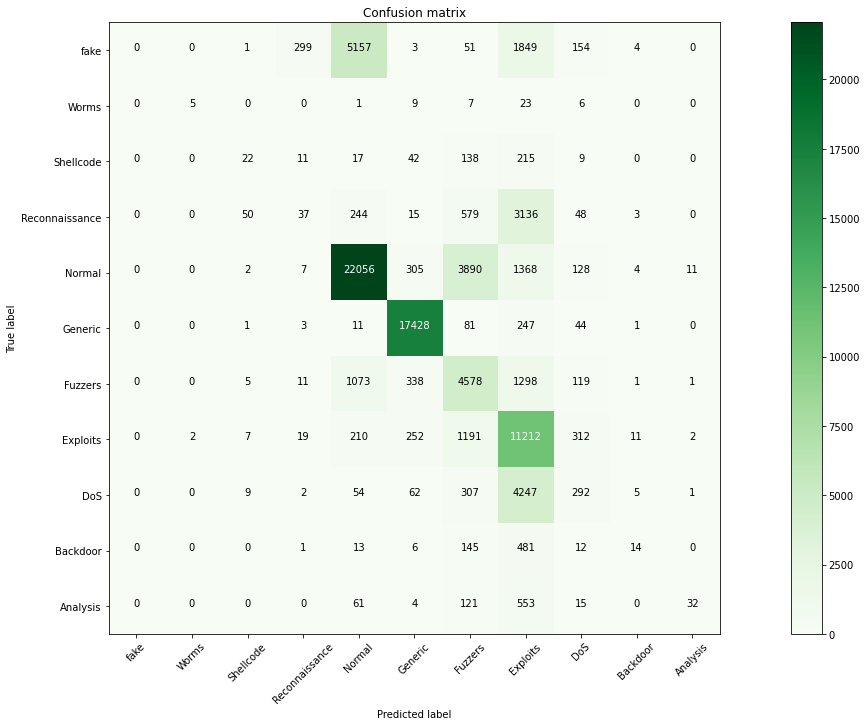 Confusion matrix
fake 0 0 1 299 5157 3 51 1849 154 4 0
Worms 0 5 0 0 1 9 7 23 6 0 0
Shellcode 0 0 22 11 17 42 138 215 9 0 0
Reconnaissance 0 0 50 37 244 15 579 3136 48 3 0
Normal 0 0 2 7 22056 305 3890 1368 128 4 11
Generic 0 0 1 3 11 17428 81 247 44 1 0
Fuzzers 0 0 5 11 1073 338 4578 1298 119 1 1
Exploits 0 2 7 19 210 252 1191 11212 312 11 2
DoS 0 0 9 2 54 62 307 4247 292 5 1
Backdoor 0 0 0 1 13 6 145 481 12 14 0
Analysis 0 0 0 0 61 4 121 553 15 0 32
fake Worms Shellcode Reconnaissance Normal Generic Fuzzers Exploits DoS Backdoor Analysis
Predicted label
True label
20000
17500
15000
12500
10000
7500
5000
2500
0